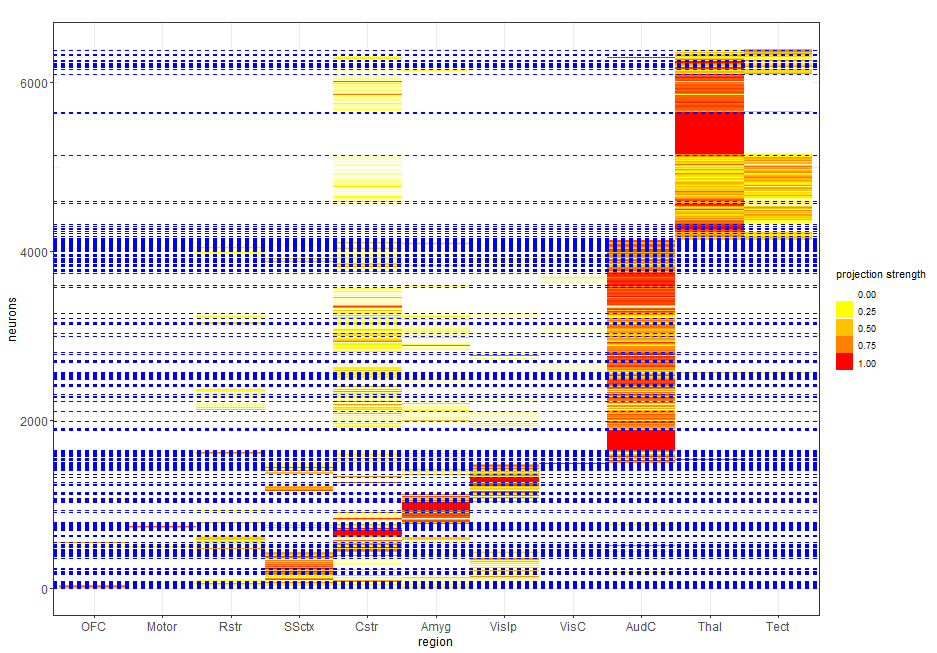 6000
4000
2000
0
neurons
OFC Motor Rstr SSctx Cstr Amyg VisIp VisC AudC Thal Tect
region
projection strength
0.00
0.25
0.50
0.75
1.00